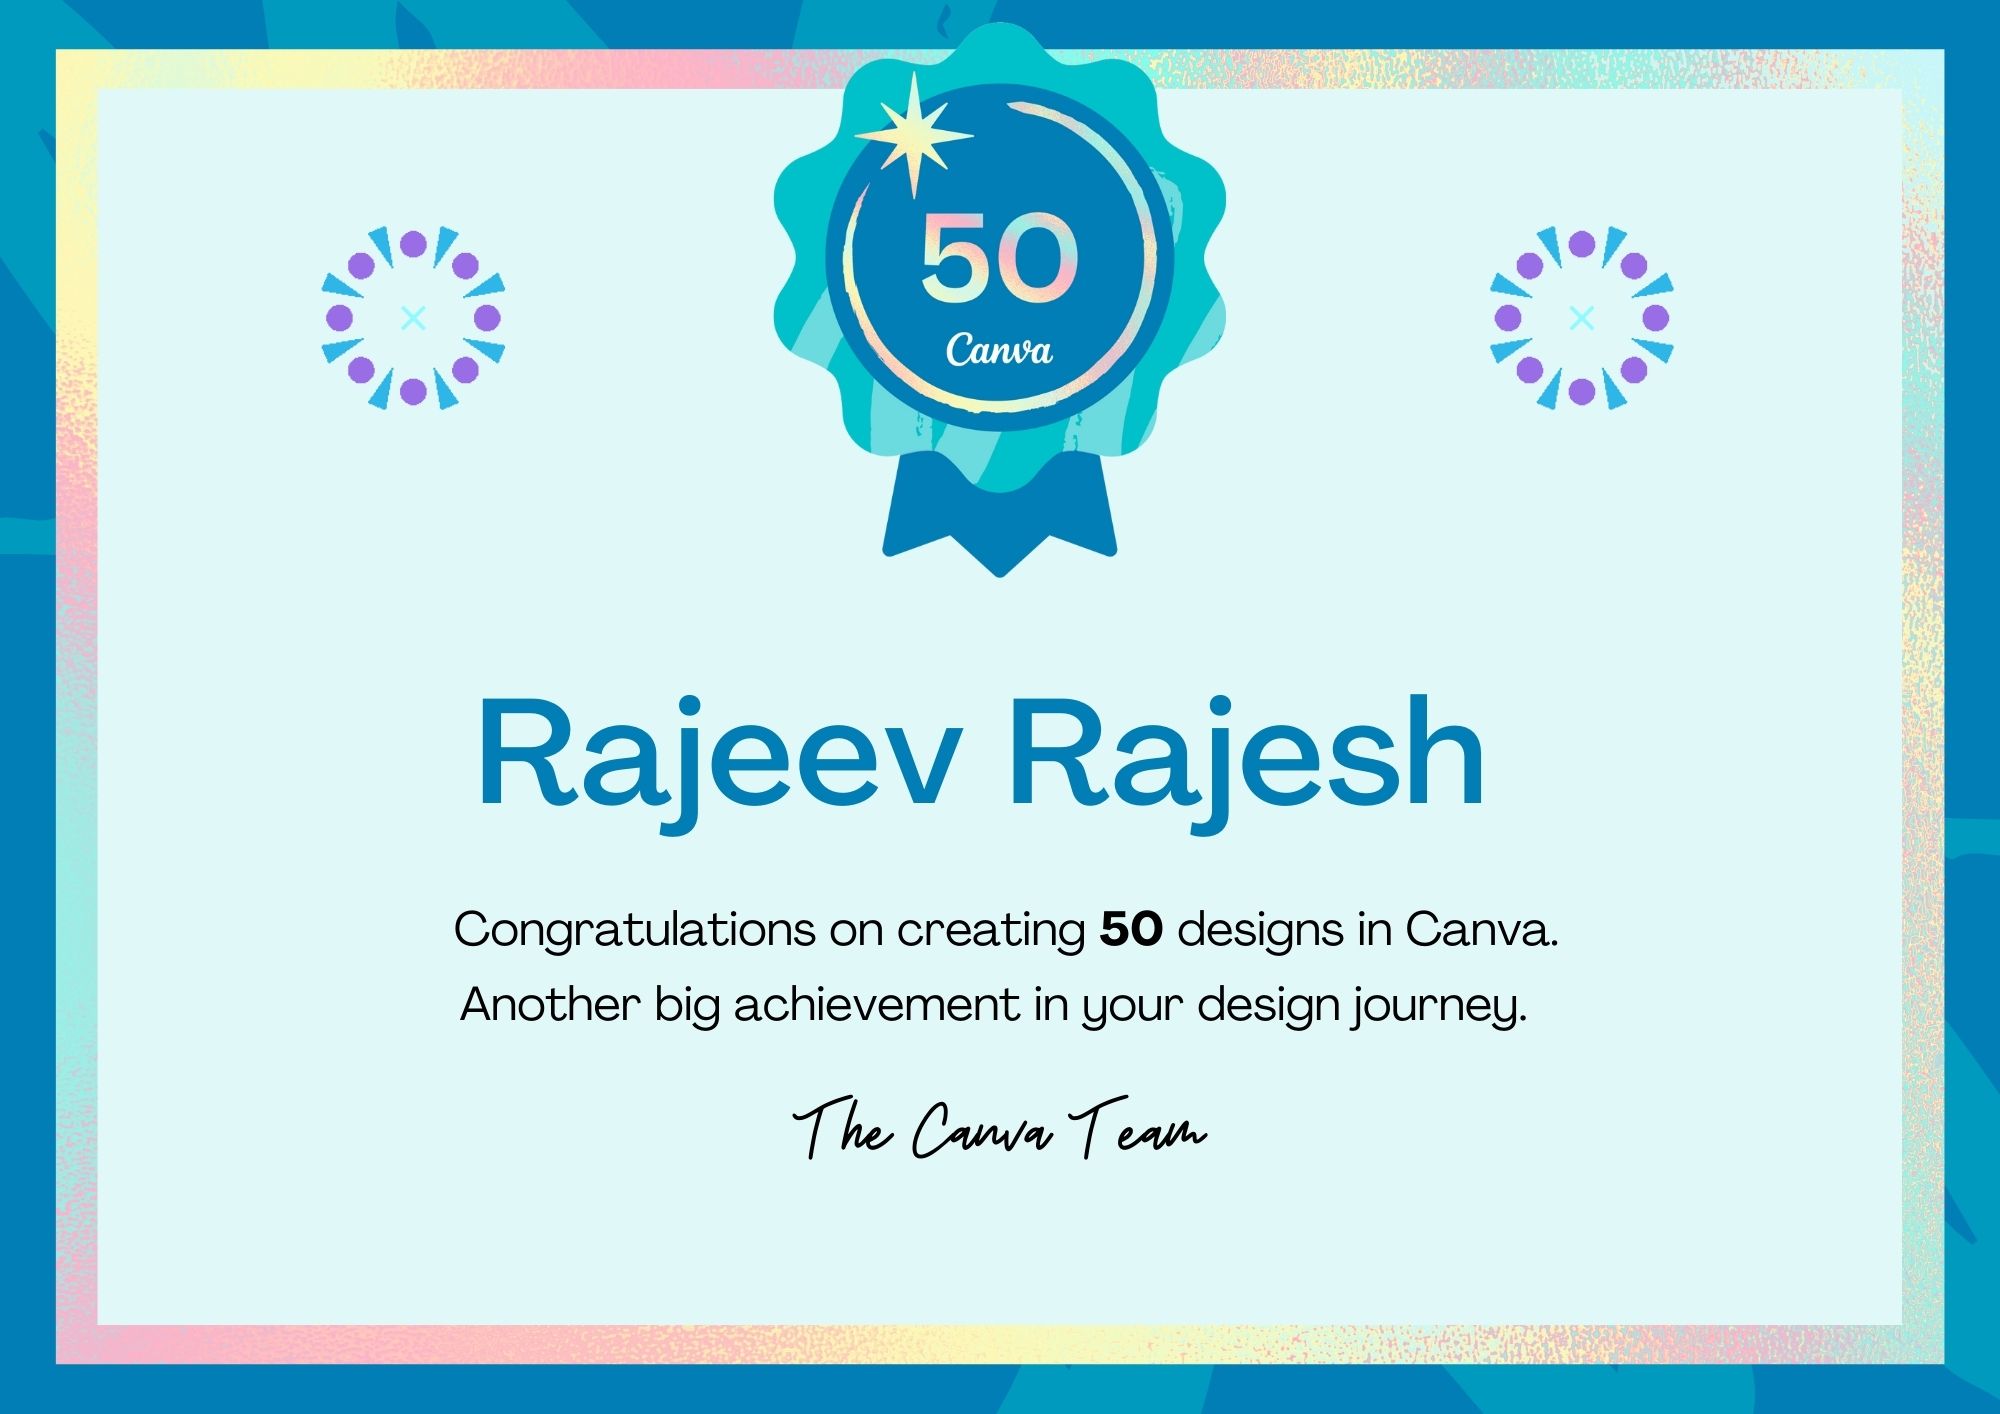 50
Canva
Rajeev Rajesh
Congratulations on creating 50 designs in Canva.
Another big achievement in your design journey.
The Canva Team